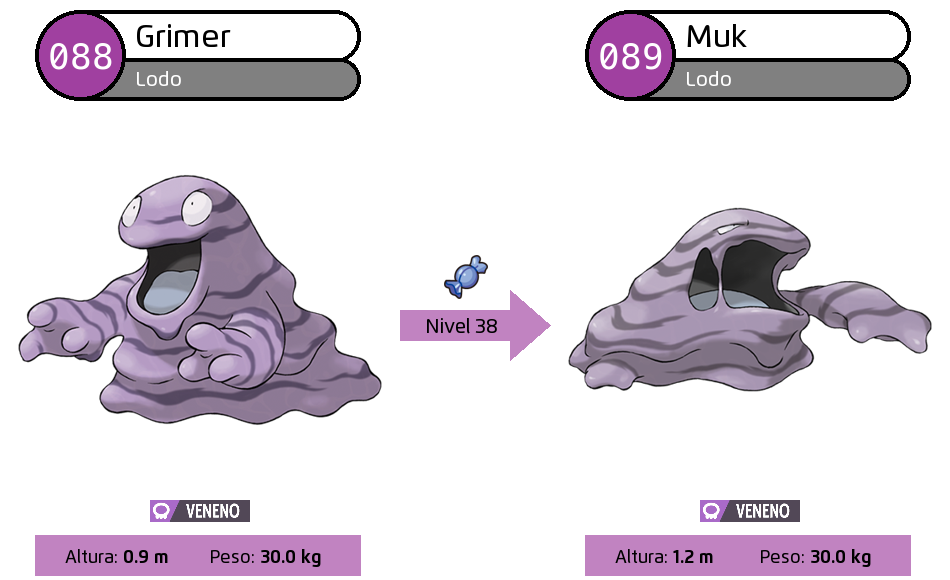 088
Grimer
Lodo
089
Muk
Lodo
Nivel 38
VENENO
VENENO
Altura: 0.9 m Peso: 30.0 kg
Altura: 1.2 m Peso: 30.0 kg